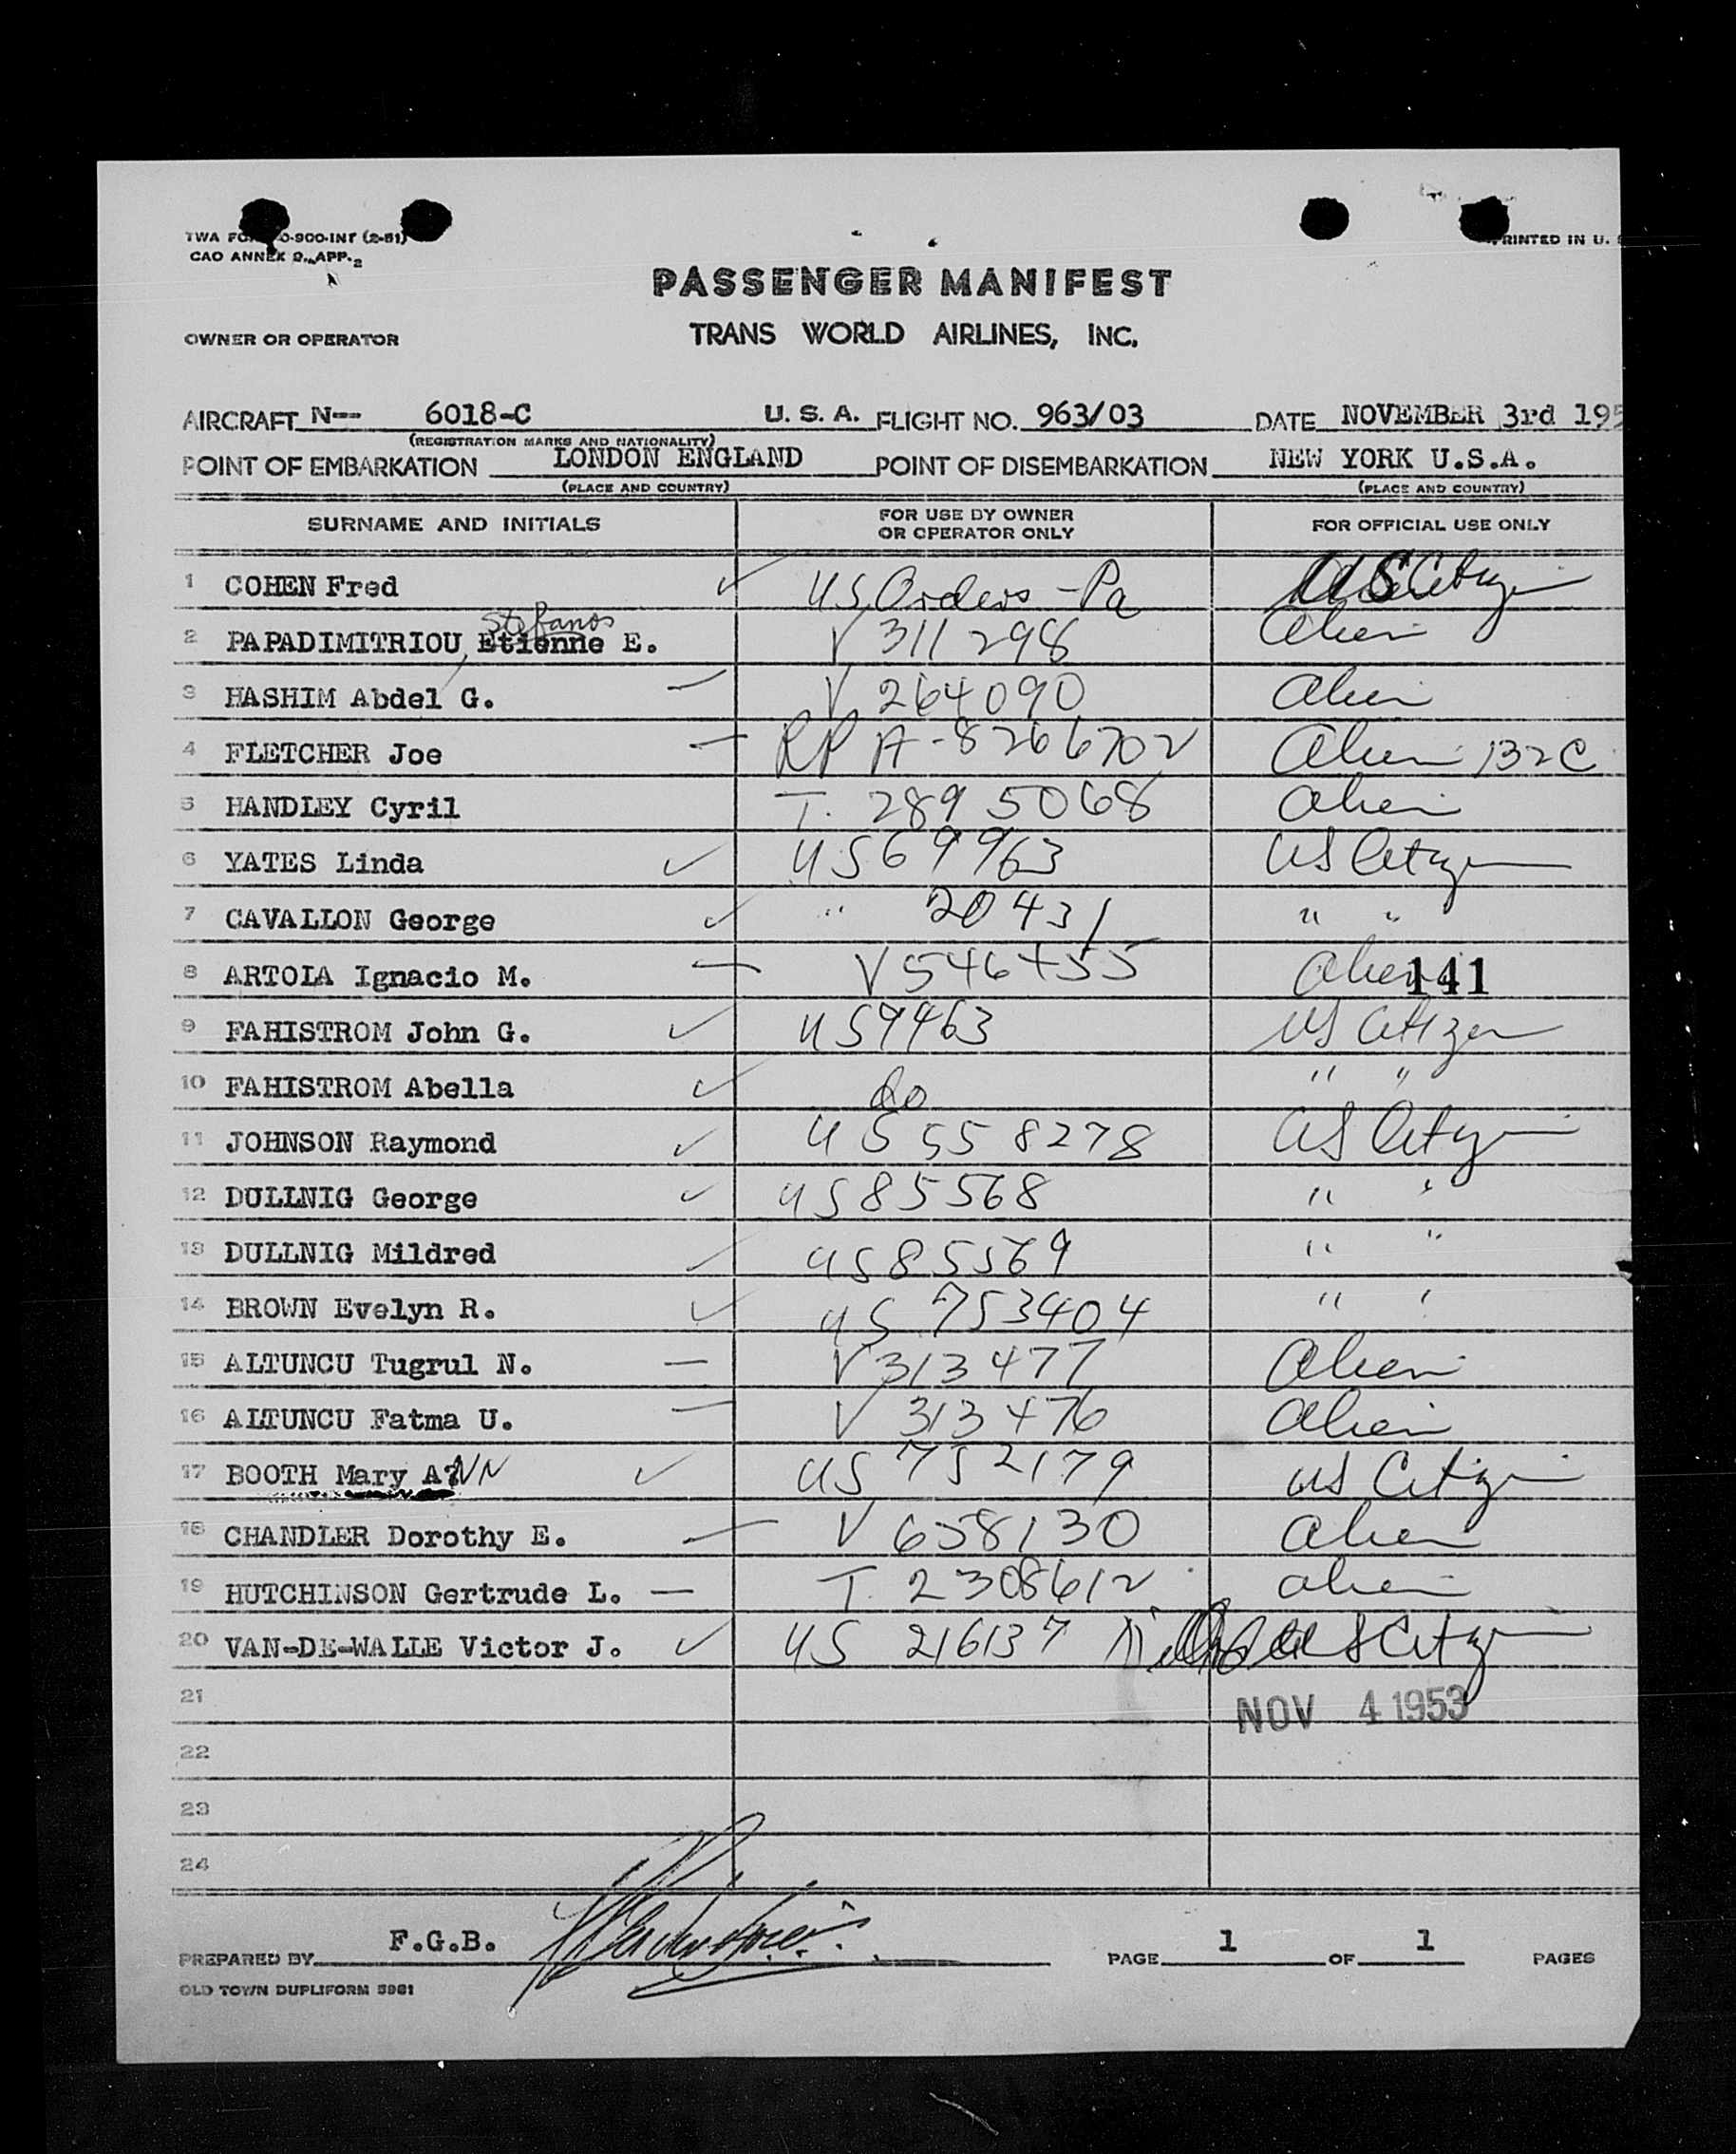 TWA FO 0-900-INT (2-51)
PRINTED IN U. S
CAO ANNEX 9, APP. 2
PASSENGER MANIFEST
OWNER OR OPERATOR
TRANS WORLD AIRLINES, INC.
AIRCRAFT N-- 6018-C U. S. A. FLIGHT NO. 963/03 DATE NOVEMBER 3rd 195
(REGISTRATION MARKS AND NATIONALITY)
POINT OF EMBARKATION LONDON ENGLAND POINT OF DISEMBARKATION NEW YORK U.S.A.
(PLACE AND COUNTRY) (PLACE AND COUNTRY)
SURNAME AND INITIALS FOR USE BY OWNER OR OPERATOR ONLY FOR OFFICIAL USE ONLY
1 COHEN Fred ✓ US Orders - Pa US Citizen
Stefanos
2 PAPADIMITRIOU, Etienne E. V 311298 Alien
3 HASHIM Abdel G. — V 264090 Alien
4 FLETCHER Joe — RP A-8266702 Alien 132C
5 HANDLEY Cyril T. 2895068 Alien
6 YATES Linda ✓ US 69963 US Citizen
7 CAVALLON George ✓ " 20431 " "
8 ARTOLA Ignacio M. — V 546455 Alien 141
9 FAHISTROM John G. ✓ US 9463 US Citizen
10 FAHISTROM Abella ✓ do " "
11 JOHNSON Raymond ✓ US 558278 US Citizen
12 DULLNIG George ✓ US 85568 " "
13 DULLNIG Mildred ✓ US 85569 " "
14 BROWN Evelyn R. ✓ US 753404 " "
15 ALTUNCU Tugrul N. — V 313477 Alien
16 ALTUNCU Fatma U. — V 313476 Alien
17 BOOTH Mary ANN ✓ US 752179 US Citizen
18 CHANDLER Dorothy E. — V 658130 Alien
19 HUTCHINSON Gertrude L. — T. 2308612 Alien
20 VAN-DE-WALLE Victor J. ✓ US 216137 US Citizen
21
NOV 4 1953
22
23
24
PREPARED BY F.G.B. PAGE 1 OF 1 PAGES
OLD TOWN DUPLIFORM 5981